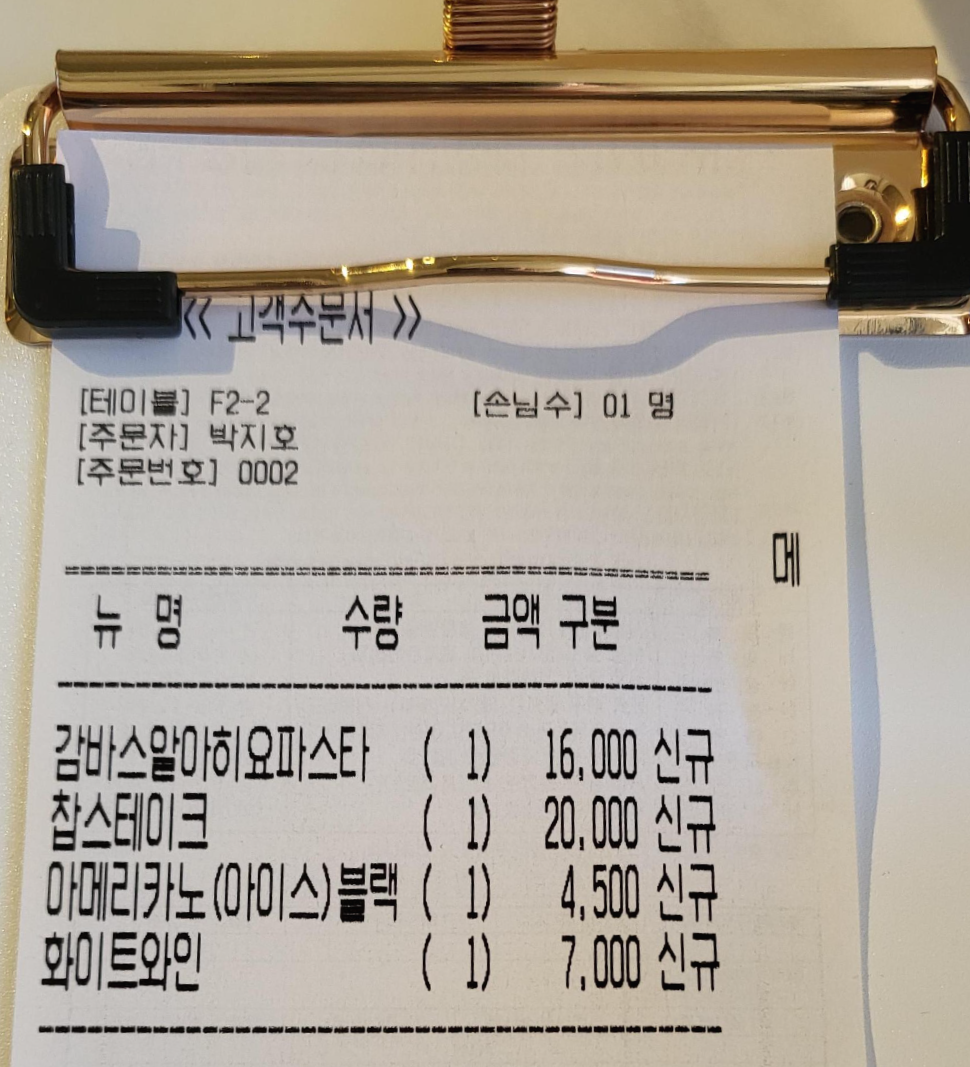 << 고객주문서 >>
[테이블] F2-2 [손님수] 01 명
[주문자] 박지호
[주문번호] 0002
메
================================================
뉴 명 수량 금액 구분
------------------------------------------------
감바스알아히요파스타 ( 1) 16,000 신규
찹스테이크 ( 1) 20,000 신규
아메리카노(아이스)블랙 ( 1) 4,500 신규
화이트와인 ( 1) 7,000 신규
------------------------------------------------